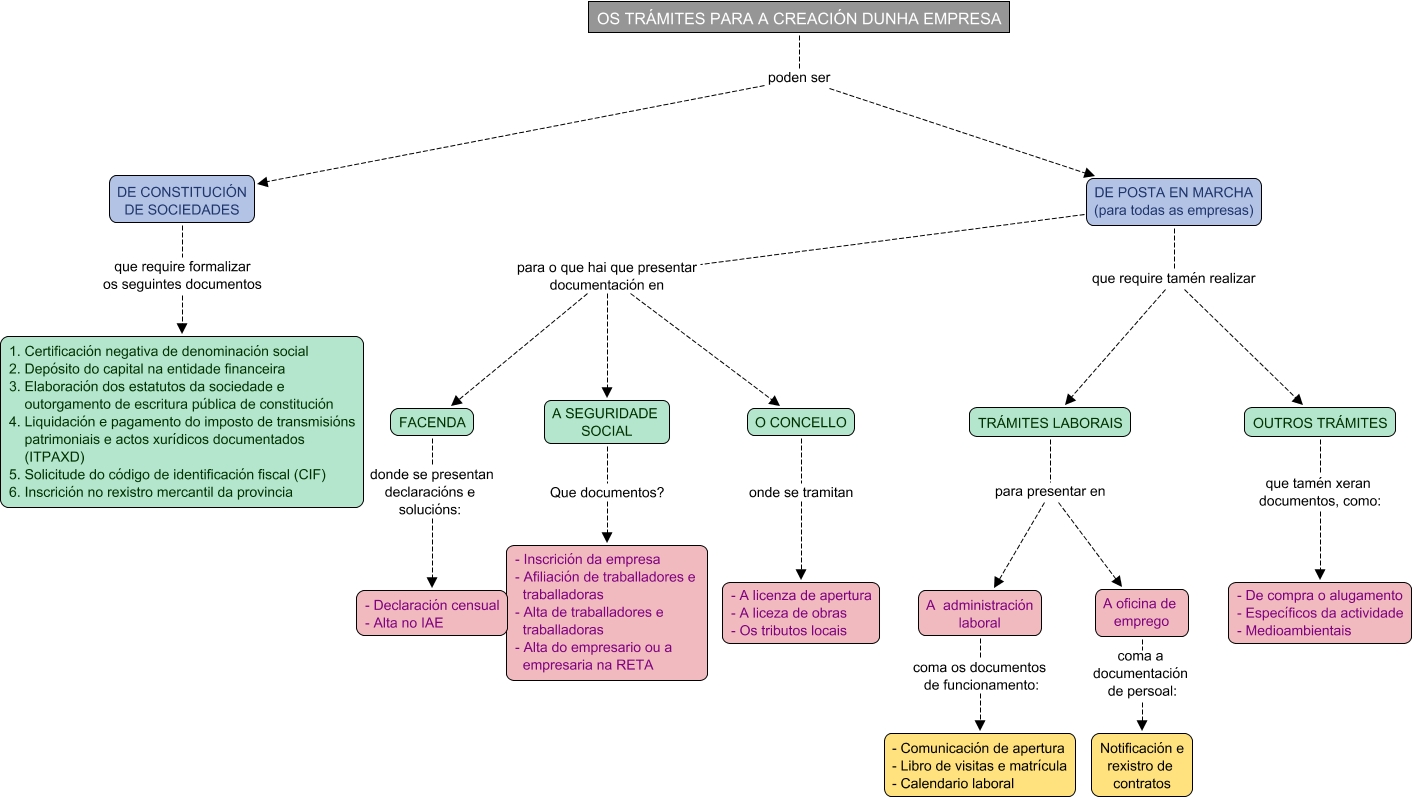 OS TRÁMITES PARA A CREACIÓN DUNHA EMPRESA
poden ser
DE CONSTITUCIÓN
DE SOCIEDADES
que require formalizar
os seguintes documentos
1. Certificación negativa de denominación social
2. Depósito do capital na entidade financeira
3. Elaboración dos estatutos da sociedade e
outorgamento de escritura pública de constitución
4. Liquidación e pagamento do imposto de transmisións
patrimoniais e actos xurídicos documentados
(ITPAXD)
5. Solicitude do código de identificación fiscal (CIF)
6. Inscrición no rexistro mercantil da provincia
DE POSTA EN MARCHA
(para todas as empresas)
para o que hai que presentar
documentación en
FACENDA
donde se presentan
declaracións e
solucións:
- Declaración censual
- Alta no IAE
A SEGURIDADE
SOCIAL
Que documentos?
- Inscrición da empresa
- Afiliación de traballadores e
traballadoras
- Alta de traballadores e
traballadoras
- Alta do empresario ou a
empresaria na RETA
O CONCELLO
onde se tramitan
- A licenza de apertura
- A liceza de obras
- Os tributos locais
que require tamén realizar
TRÁMITES LABORAIS
para presentar en
A administración
laboral
coma os documentos
de funcionamento:
- Comunicación de apertura
- Libro de visitas e matrícula
- Calendario laboral
A oficina de
emprego
coma a
documentación
de persoal:
Notificación e
rexistro de
contratos
OUTROS TRÁMITES
que tamén xeran
documentos, como:
- De compra o alugamento
- Específicos da actividade
- Medioambientais